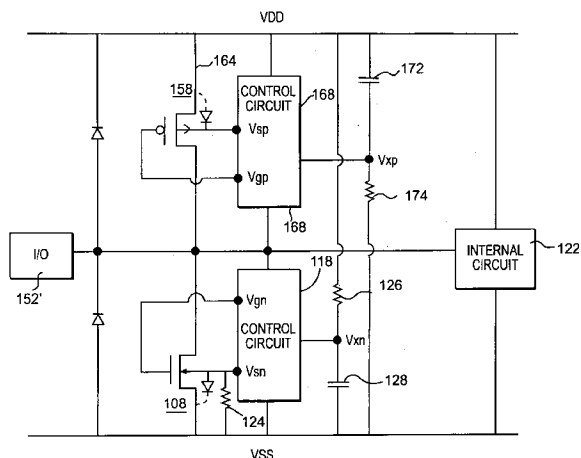 VDD
164
172
158
CONTROL
CIRCUIT
168
Vsp
Vxp
Vgp
174
168
I/O
152'
118
INTERNAL
CIRCUIT
122
126
Vgn
CONTROL
CIRCUIT
Vxn
Vsn
128
108
124
VSS